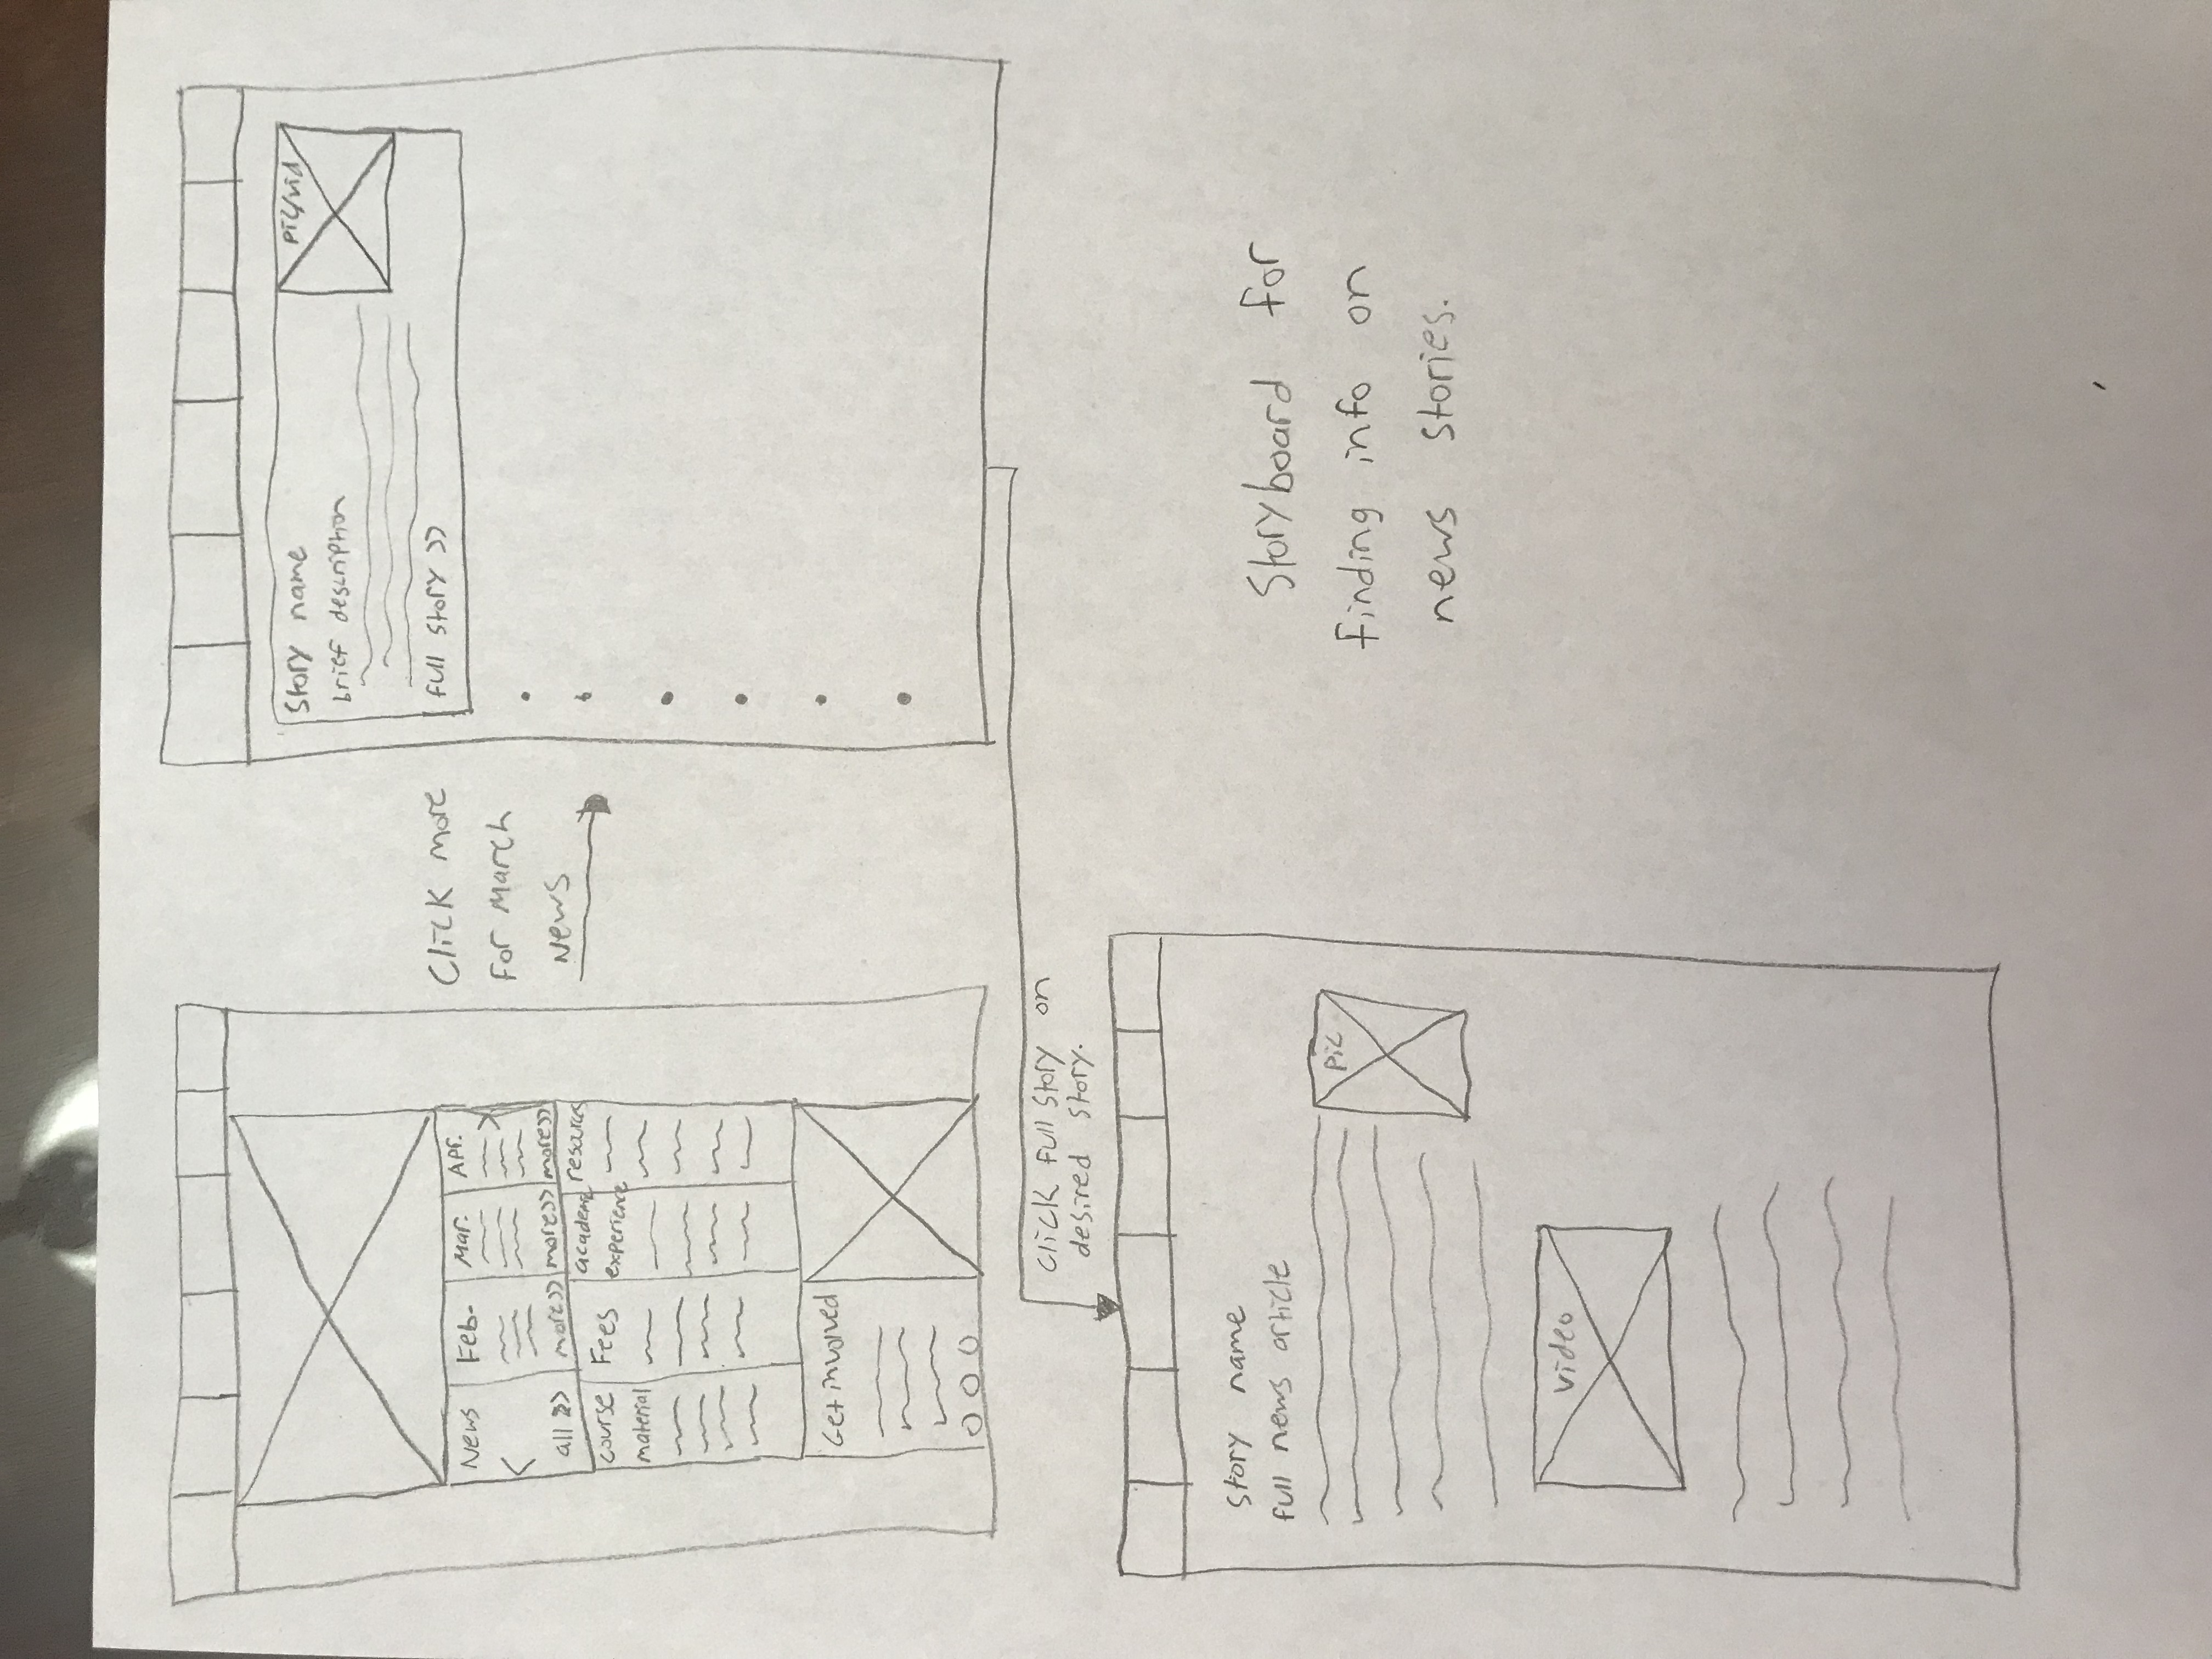 News
<
all >>
Feb.
more>>
Mar.
more>>
Apr.
>
more>>
course
material
Fees
academic
experience
resources
Get involved
Click more
for March
News
Story name
brief description
full story >>
pic/vid
click full story on
desired story.
story name
full news article
pic
video
Storyboard for
finding info on
news stories.